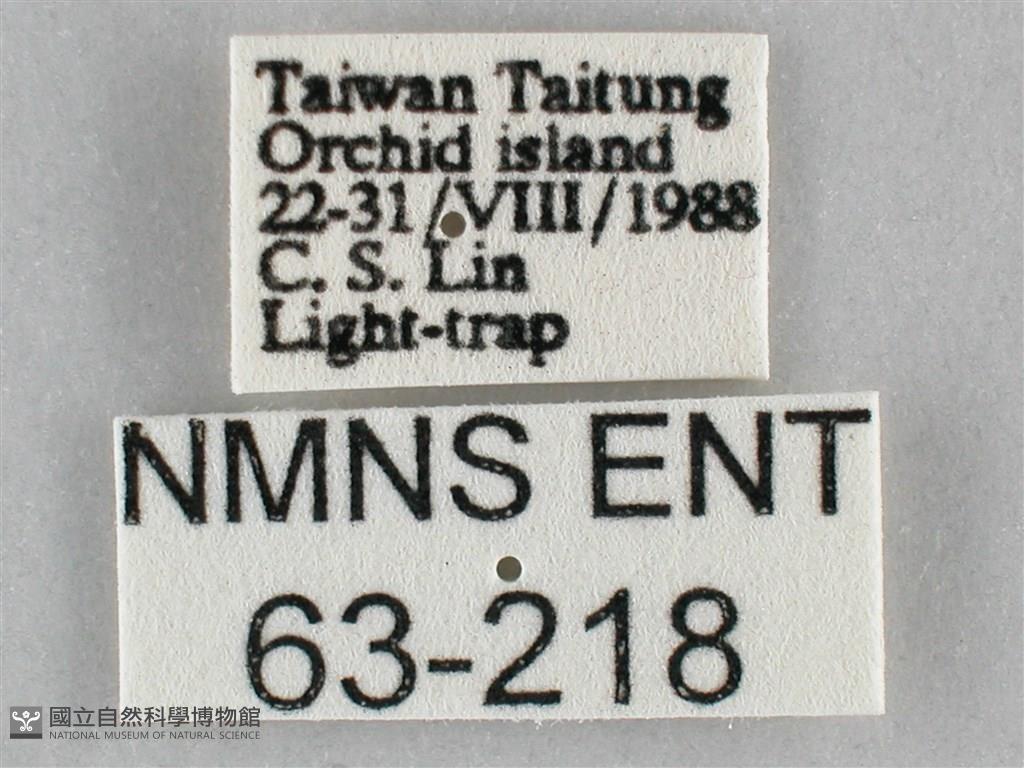 Taiwan Taitung
Orchid island
22-31/VIII/1988
C. S. Lin
Light-trap
NMNS ENT
63-218
國立自然科學博物館
NATIONAL MUSEUM OF NATURAL SCIENCE